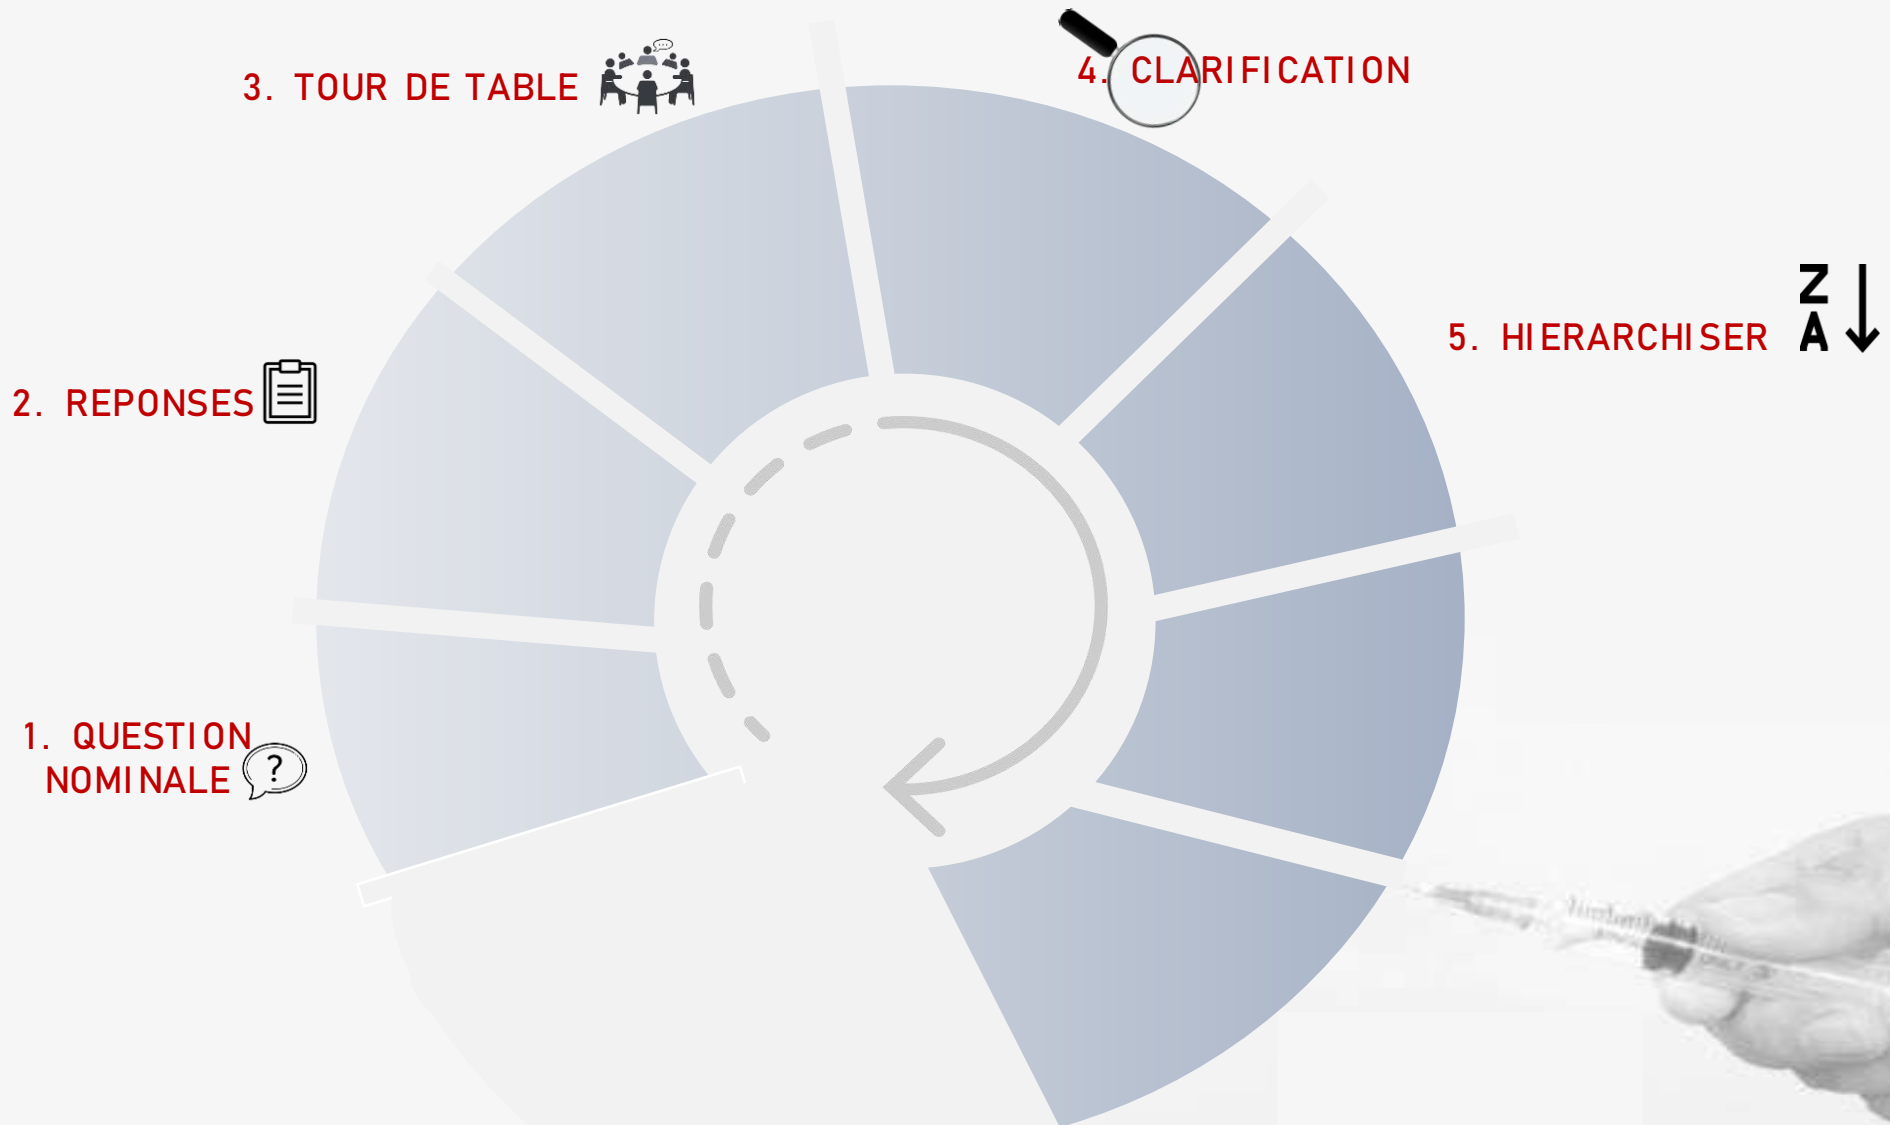 3. TOUR DE TABLE
4. CLARIFICATION
Z
A
5. HIERARCHISER
2. REPONSES
1. QUESTION
NOMINALE
?